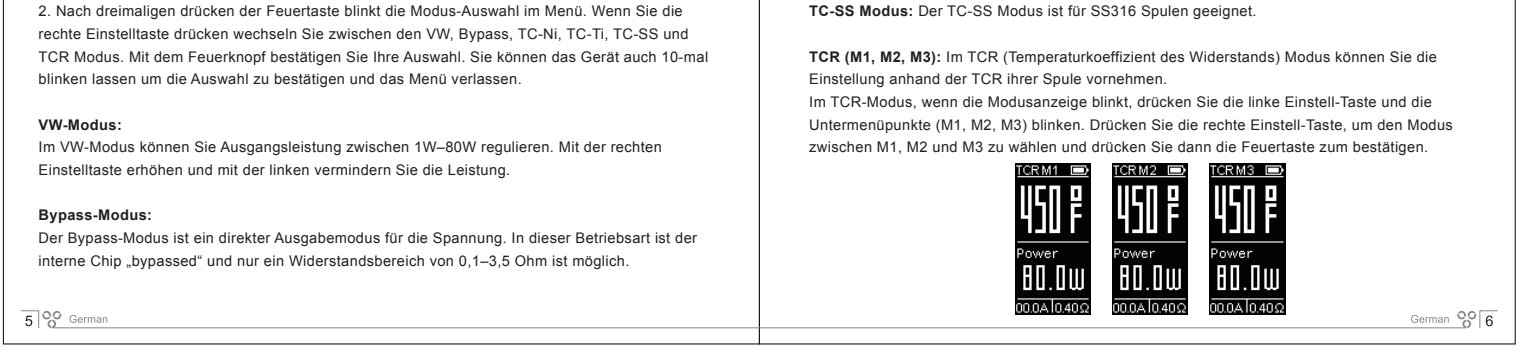 2. Nach dreimaligen drücken der Feuertaste blinkt die Modus-Auswahl im Menü. Wenn Sie die
rechte Einstelltaste drücken wechseln Sie zwischen den VW, Bypass, TC-Ni, TC-Ti, TC-SS und
TCR Modus. Mit dem Feuerknopf bestätigen Sie Ihre Auswahl. Sie können das Gerät auch 10-mal
blinken lassen um die Auswahl zu bestätigen und das Menü verlassen.
VW-Modus:
Im VW-Modus können Sie Ausgangsleistung zwischen 1W–80W regulieren. Mit der rechten
Einstelltaste erhöhen und mit der linken vermindern Sie die Leistung.
Bypass-Modus:
Der Bypass-Modus ist ein direkter Ausgabemodus für die Spannung. In dieser Betriebsart ist der
interne Chip „bypassed“ und nur ein Widerstandsbereich von 0,1–3,5 Ohm ist möglich.
5 German
TC-SS Modus: Der TC-SS Modus ist für SS316 Spulen geeignet.
TCR (M1, M2, M3): Im TCR (Temperaturkoeffizient des Widerstands) Modus können Sie die
Einstellung anhand der TCR ihrer Spule vornehmen.
Im TCR-Modus, wenn die Modusanzeige blinkt, drücken Sie die linke Einstell-Taste und die
Untermenüpunkte (M1, M2, M3) blinken. Drücken Sie die rechte Einstell-Taste, um den Modus
zwischen M1, M2 und M3 zu wählen und drücken Sie dann die Feuertaste zum bestätigen.
TCR M1
450 °F
Power
80.0W
00.0A 0.40Ω
TCR M2
450 °F
Power
80.0W
00.0A 0.40Ω
TCR M3
450 °F
Power
80.0W
00.0A 0.40Ω
German 6